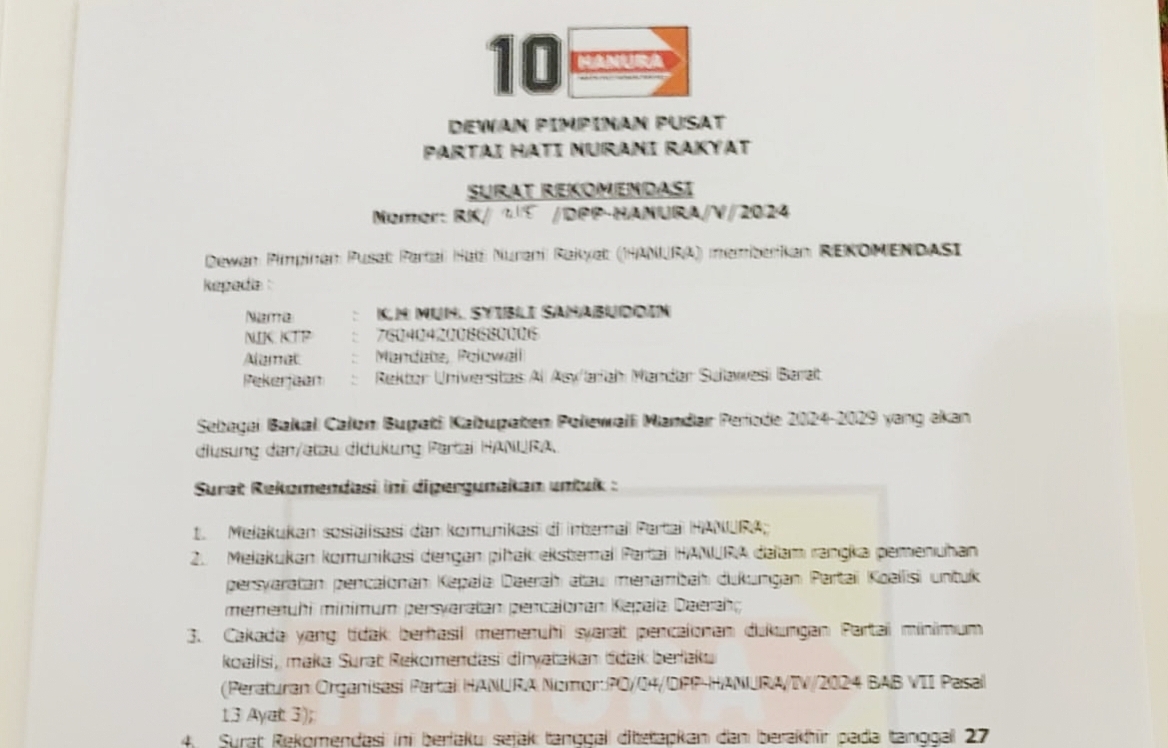 10 HANURA
DEWAN PIMPINAN PUSAT
PARTAI HATI NURANI RAKYAT
SURAT REKOMENDASI
Nomor: RK/ /DPP-HANURA/V/2024
Dewan Pimpinan Pusat Partai Hati Nurani Rakyat (HANURA) memberikan REKOMENDASI
kepada :
Nama : K.H MUH. SYIBLI SAHABUDDIN
NIK KTP : 7604042008680006
Alamat : Mandate, Polewali
Pekerjaan : Rektor Universitas Al Asy'ariah Mandar Sulawesi Barat
Sebagai Bakal Calon Bupati Kabupaten Polewali Mandar Periode 2024-2029 yang akan
diusung dan/atau didukung Partai HANURA.
Surat Rekomendasi ini dipergunakan untuk :
1. Melakukan sosialisasi dan komunikasi di internal Partai HANURA;
2. Melakukan komunikasi dengan pihak eksternal Partai HANURA dalam rangka pemenuhan
persyaratan pencalonan Kepala Daerah atau menambah dukungan Partai Koalisi untuk
memenuhi minimum persyaratan pencalonan Kepala Daerah;
3. Cakada yang tidak berhasil memenuhi syarat pencalonan dukungan Partai minimum
koalisi, maka Surat Rekomendasi dinyatakan tidak berlaku
(Peraturan Organisasi Partai HANURA Nomor:PO/04/DPP-HANURA/IV/2024 BAB VII Pasal
13 Ayat 3);
4. Surat Rekomendasi ini berlaku sejak tanggal ditetapkan dan berakhir pada tanggal 27